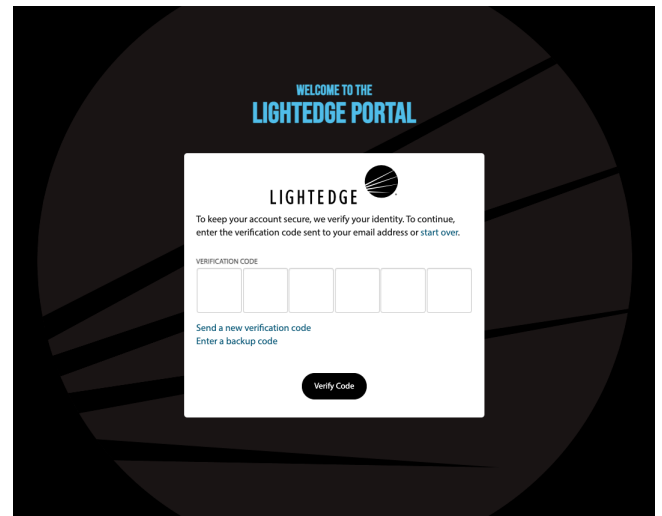 WELCOME TO THE
LIGHTEDGE PORTAL
LIGHTEDGE
To keep your account secure, we verify your identity. To continue,
enter the verification code sent to your email address or start over.
VERIFICATION CODE
Send a new verification code
Enter a backup code
Verify Code